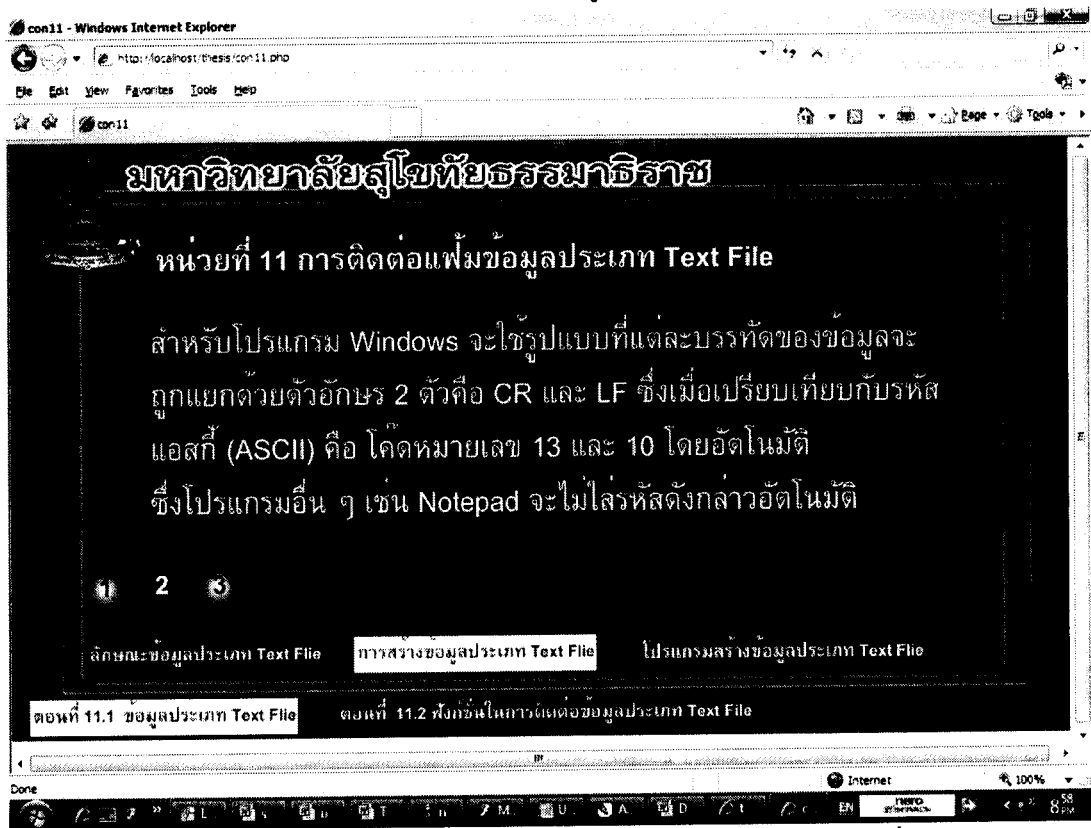 con11 - Windows Internet Explorer
http://localhost/thesis/con11.php
File Edit View Favorites Tools Help
con11
Page Tools
มหาวิทยาลัยสุโขทัยธรรมาธิราช
หน่วยที่ 11 การติดต่อแฟ้มข้อมูลประเภท Text File
สำหรับโปรแกรม Windows จะใช้รูปแบบที่แต่ละบรรทัดของข้อมูลจะ
ถูกแยกด้วยตัวอักษร 2 ตัวคือ CR และ LF ซึ่งเมื่อเปรียบเทียบกับรหัส
แอสกี้ (ASCII) คือ โค๊ดหมายเลข 13 และ 10 โดยอัตโนมัติ
ซึ่งโปรแกรมอื่น ๆ เช่น Notepad จะไม่ไส่รหัสดังกล่าวอัตโนมัติ
1 2 3
ลักษณะข้อมูลประเภท Text Flie การสร้างข้อมูลประเภท Text Flie โปรแกรมสร้างข้อมูลประเภท Text Flie
ตอนที่ 11.1 ข้อมูลประเภท Text Flie ตอนที่ 11.2 ฟังก์ชั่นในการติดต่อข้อมูลประเภท Text File
Done Internet 100%
EN nero 8:58 PM